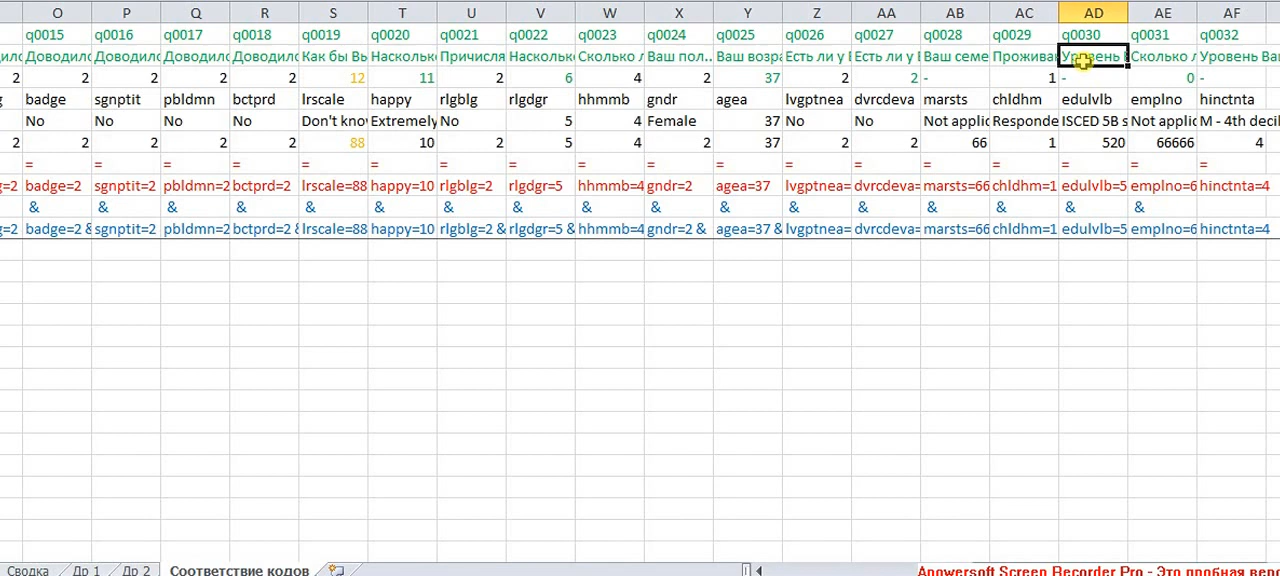 O P Q R S T U V W X Y Z AA AB AC AD AE AF
q0015 q0016 q0017 q0018 q0019 q0020 q0021 q0022 q0023 q0024 q0025 q0026 q0027 q0028 q0029 q0030 q0031 q0032
Доводило Доводило Доводило Доводило Как бы Вы Насколько Причисля Насколько Сколько л Ваш пол.. Ваш возра Есть ли у В Есть ли у В Ваш семе Проживан Уровень В Сколько л Уровень Ваш
2 2 2 2 2 12 11 2 6 4 2 37 2 2 - 1 - 0 -
g badge sgnptit pbldmn bctprd lrscale happy rlgblg rlgdgr hhmmb gndr agea lvgptnea dvrcdeva marsts chldhm edulvlb emplno hinctnta
No No No No Don't know Extremely No 5 4 Female 37 No No Not applic Responde ISCED 5B s Not applic M - 4th decil
2 2 2 2 2 88 10 2 5 4 2 37 2 2 66 1 520 66666 4
= = = = = = = = = = = = = = = = = =
g=2 badge=2 sgnptit=2 pbldmn=2 bctprd=2 lrscale=88 happy=10 rlgblg=2 rlgdgr=5 hhmmb=4 gndr=2 agea=37 lvgptnea= dvrcdeva= marsts=66 chldhm=1 edulvlb=5 emplno=6 hinctnta=4
& & & & & & & & & & & & & & & & &
g=2 badge=2 & sgnptit=2 pbldmn=2 bctprd=2 & lrscale=88 happy=10 rlgblg=2 & rlgdgr=5 & hhmmb=4 gndr=2 & agea=37 & lvgptnea= dvrcdeva= marsts=66 chldhm=1 edulvlb=5 emplno=6 hinctnta=4
Сводка Др 1 Др 2 Соответствие кодов
Apowersoft Screen Recorder Pro - Это пробная верс